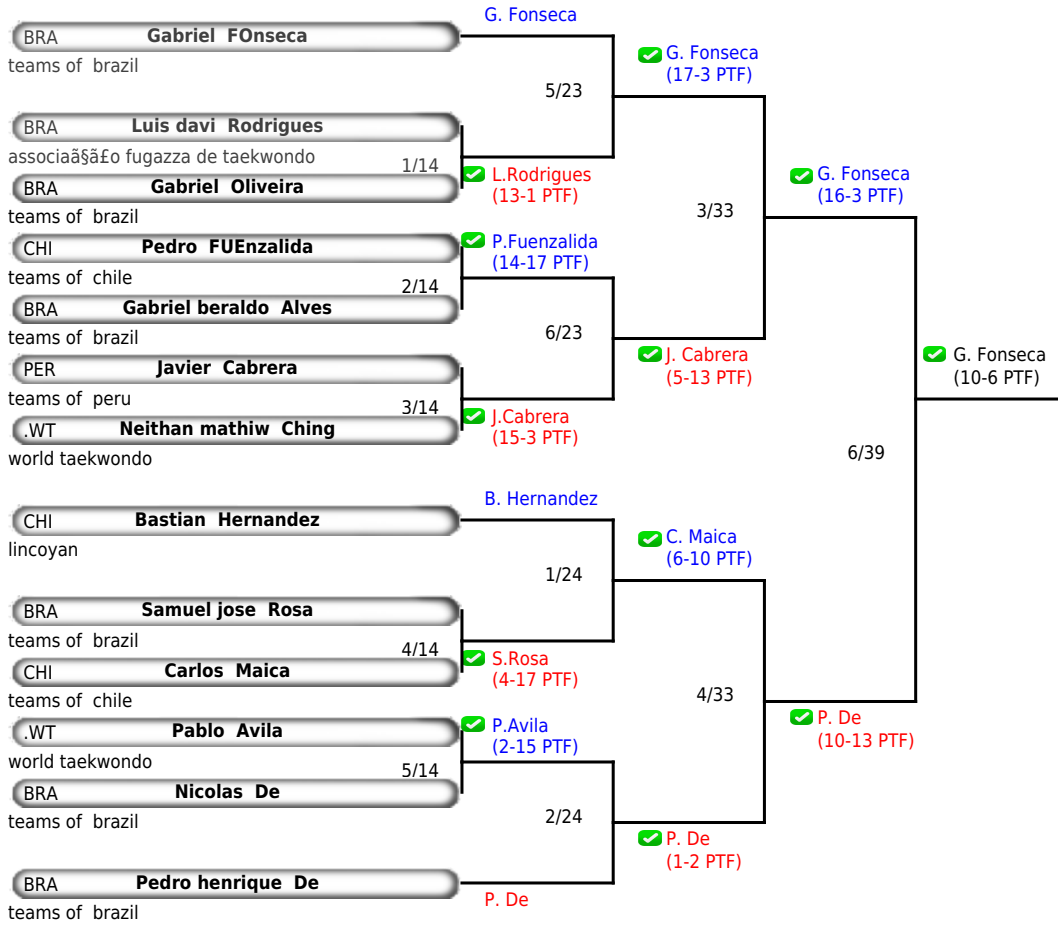 G. Fonseca
BRA Gabriel FOnseca
teams of brazil
G. Fonseca
(17-3 PTF)
5/23
BRA Luis davi Rodrigues
associaã§ã£o fugazza de taekwondo
1/14
L.Rodrigues
(13-1 PTF)
BRA Gabriel Oliveira
teams of brazil
G. Fonseca
(16-3 PTF)
3/33
CHI Pedro FUEnzalida
teams of chile
P.Fuenzalida
(14-17 PTF)
2/14
BRA Gabriel beraldo Alves
teams of brazil
6/23
J. Cabrera
(5-13 PTF)
G. Fonseca
(10-6 PTF)
PER Javier Cabrera
teams of peru
3/14
J.Cabrera
(15-3 PTF)
.WT Neithan mathiw Ching
world taekwondo
6/39
B. Hernandez
CHI Bastian Hernandez
lincoyan
C. Maica
(6-10 PTF)
1/24
BRA Samuel jose Rosa
teams of brazil
4/14
S.Rosa
(4-17 PTF)
CHI Carlos Maica
teams of chile
4/33
P. De
(10-13 PTF)
.WT Pablo Avila
world taekwondo
P.Avila
(2-15 PTF)
5/14
BRA Nicolas De
teams of brazil
2/24
P. De
(1-2 PTF)
BRA Pedro henrique De
teams of brazil
P. De